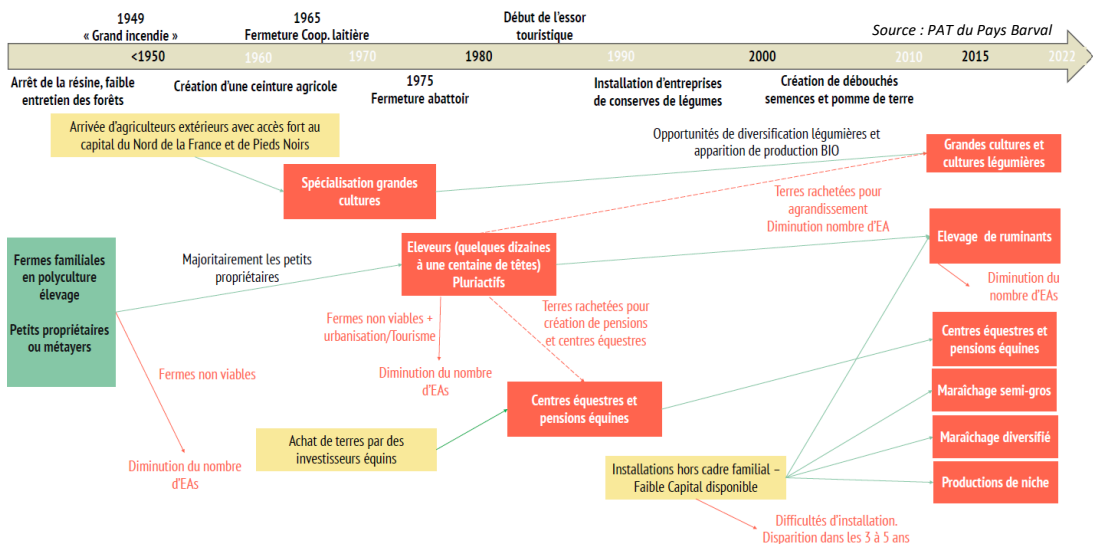 1949
« Grand incendie »
1965
Fermeture Coop. laitière
Début de l'essor
touristique
Source : PAT du Pays Barval
<1950
1960
1970
1980
1990
2000
2010
2015
2022
Arrêt de la résine, faible
entretien des forêts
Création d'une ceinture agricole
1975
Fermeture abattoir
Installation d'entreprises
de conserves de légumes
Création de débouchés
semences et pomme de terre
Arrivée d'agriculteurs extérieurs avec accès fort au
capital du Nord de la France et de Pieds Noirs
Opportunités de diversification légumières et
apparition de production BIO
Grandes cultures et
cultures légumières
Spécialisation grandes
cultures
Terres rachetées pour
agrandissement
Diminution nombre d'EA
Fermes familiales
en polyculture
élevage
Petits propriétaires
ou métayers
Majoritairement les petits
propriétaires
Eleveurs (quelques dizaines
à une centaine de têtes)
Pluriactifs
Elevage de ruminants
Diminution du
nombre d'EAs
Fermes non viables +
urbanisation/Tourisme
Terres rachetées pour
création de pensions
et centres équestres
Centres équestres et
pensions équines
Fermes non viables
Diminution du nombre
d'EAs
Centres équestres et
pensions équines
Maraîchage semi-gros
Achat de terres par des
investisseurs équins
Maraîchage diversifié
Diminution du nombre
d'EAs
Installations hors cadre familial –
Faible Capital disponible
Productions de niche
Difficultés d'installation.
Disparition dans les 3 à 5 ans